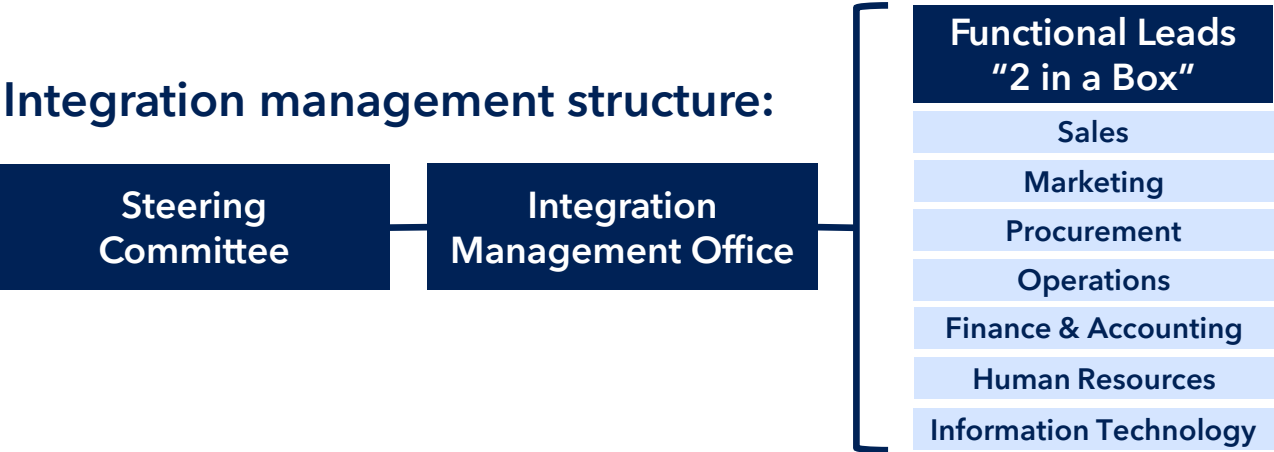 Integration management structure:
Steering
Committee
Integration
Management Office
Functional Leads
“2 in a Box”
Sales
Marketing
Procurement
Operations
Finance & Accounting
Human Resources
Information Technology